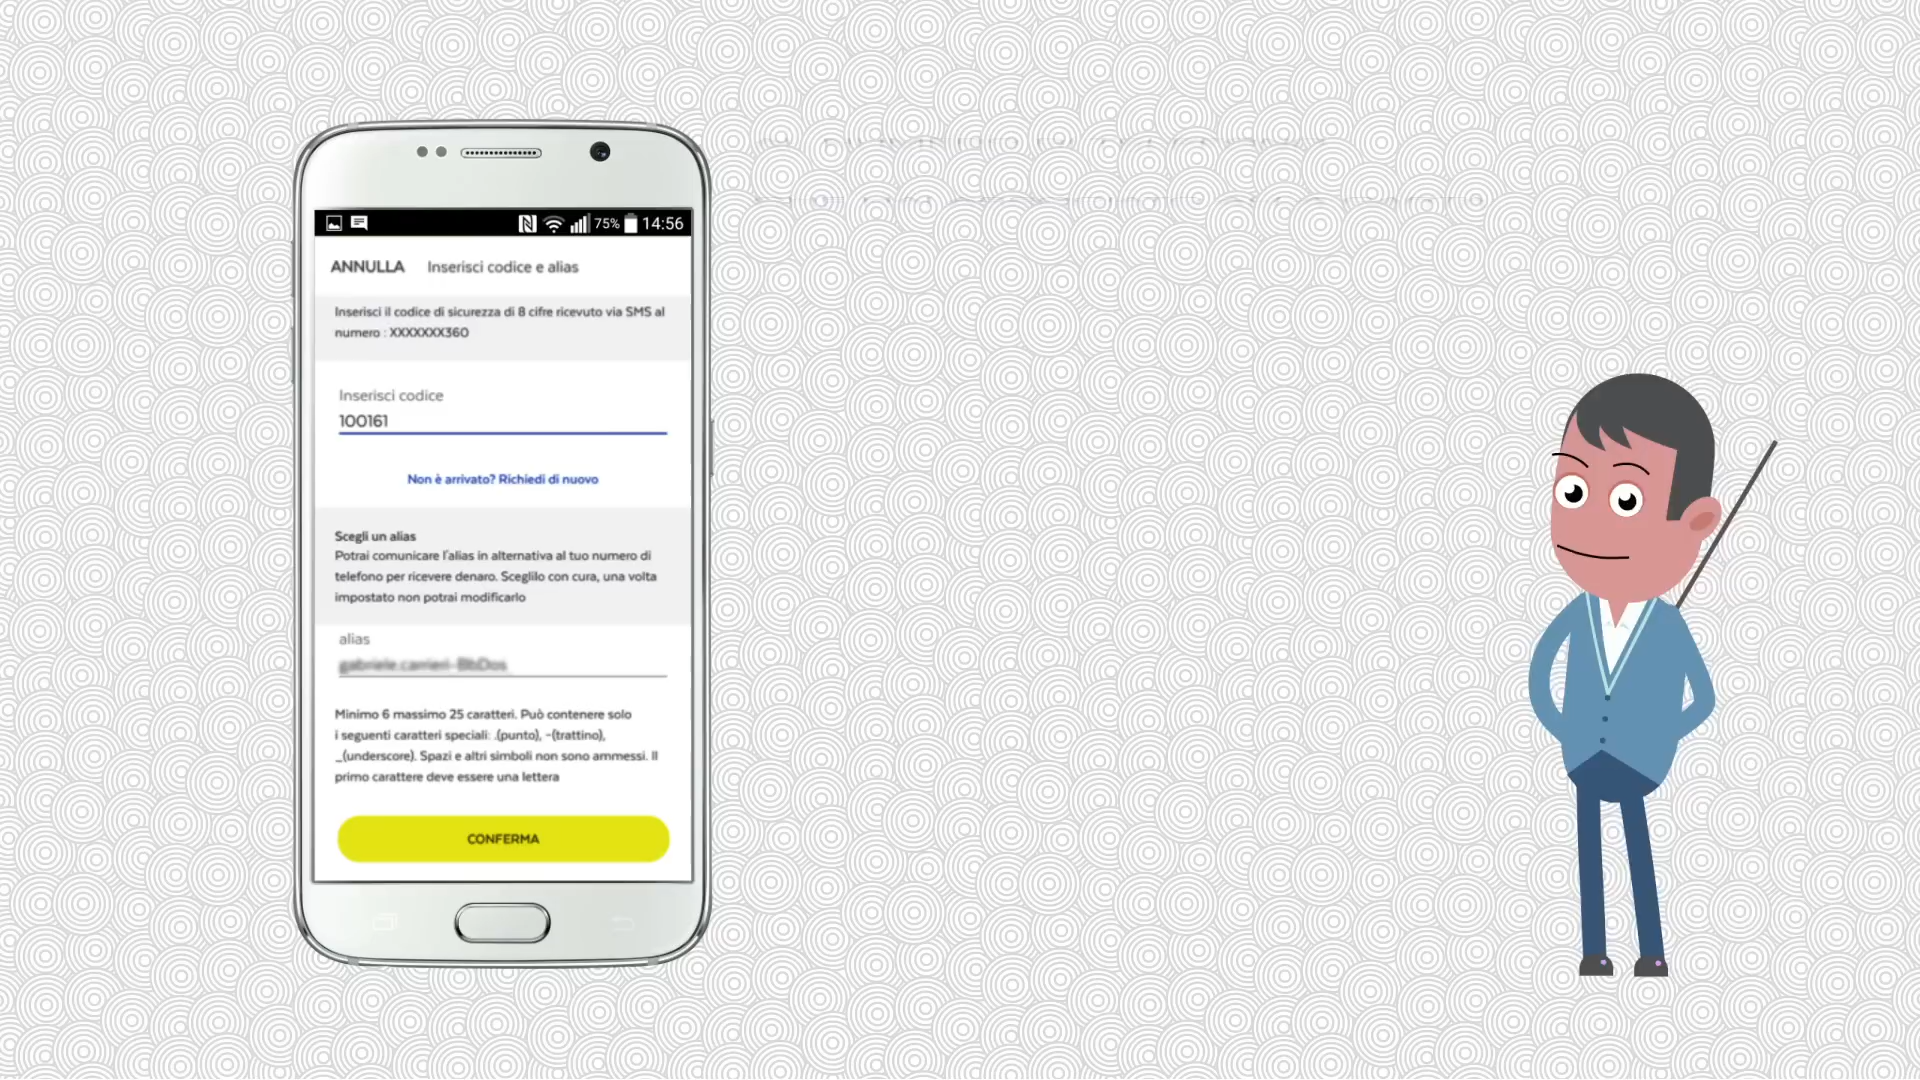 75% 14:56
ANNULLA Inserisci codice e alias
Inserisci il codice di sicurezza di 8 cifre ricevuto via SMS al
numero : XXXXXXX360
Inserisci codice
100161
Non è arrivato? Richiedi di nuovo
Scegli un alias
Potrai comunicare l'alias in alternativa al tuo numero di
telefono per ricevere denaro. Sceglilo con cura, una volta
impostato non potrai modificarlo
alias
Minimo 6 massimo 25 caratteri. Può contenere solo
i seguenti caratteri speciali: .(punto), -(trattino),
_(underscore). Spazi e altri simboli non sono ammessi. Il
primo carattere deve essere una lettera
CONFERMA